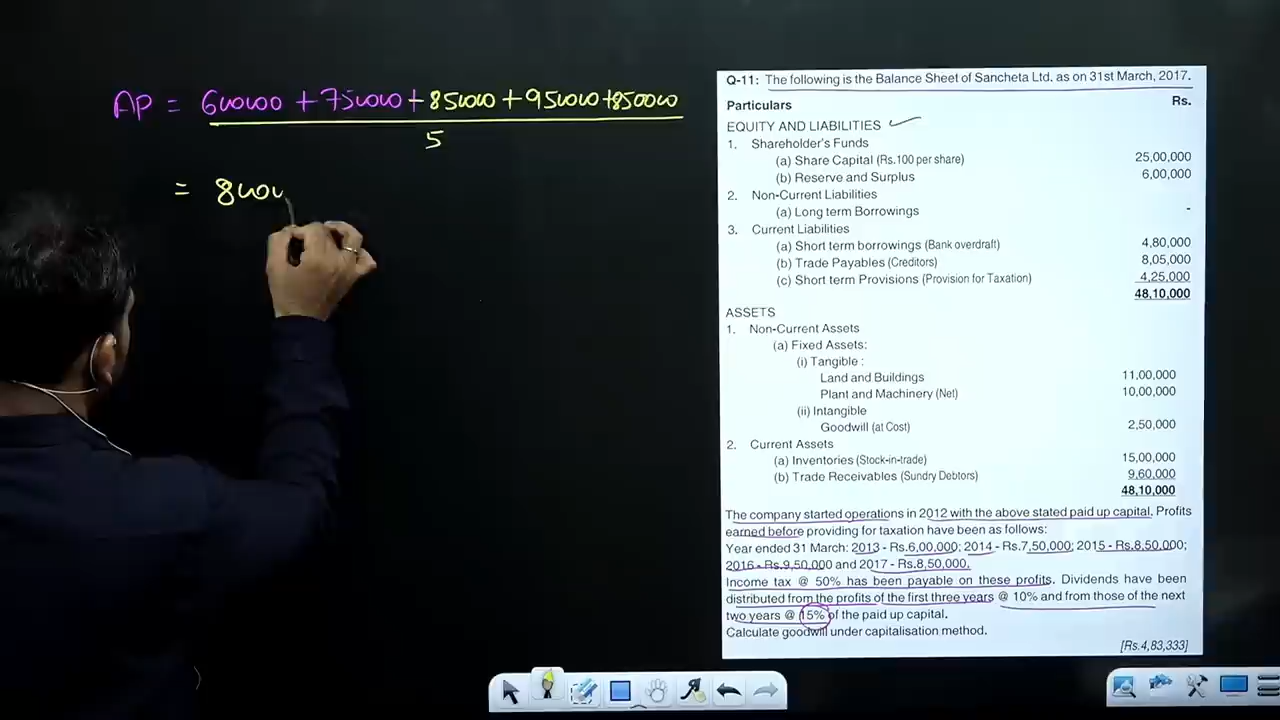 AP = 600000 + 750000 + 850000 + 950000 + 850000
5
= 8000
Q-11: The following is the Balance Sheet of Sancheta Ltd. as on 31st March, 2017.
Particulars Rs.
EQUITY AND LIABILITIES
1. Shareholder's Funds
(a) Share Capital (Rs.100 per share) 25,00,000
(b) Reserve and Surplus 6,00,000
2. Non-Current Liabilities
(a) Long term Borrowings -
3. Current Liabilities
(a) Short term borrowings (Bank overdraft) 4,80,000
(b) Trade Payables (Creditors) 8,05,000
(c) Short term Provisions (Provision for Taxation) 4,25,000
48,10,000
ASSETS
1. Non-Current Assets
(a) Fixed Assets:
(i) Tangible :
Land and Buildings 11,00,000
Plant and Machinery (Net) 10,00,000
(ii) Intangible
Goodwill (at Cost) 2,50,000
2. Current Assets
(a) Inventories (Stock-in-trade) 15,00,000
(b) Trade Receivables (Sundry Debtors) 9,60,000
48,10,000
The company started operations in 2012 with the above stated paid up capital. Profits
earned before providing for taxation have been as follows:
Year ended 31 March: 2013 - Rs.6,00,000; 2014 - Rs.7,50,000; 2015 - Rs.8,50,000;
2016 - Rs.9,50,000 and 2017 - Rs.8,50,000.
Income tax @ 50% has been payable on these profits. Dividends have been
distributed from the profits of the first three years @ 10% and from those of the next
two years @ 15% of the paid up capital.
Calculate goodwill under capitalisation method.
[Rs.4,83,333]